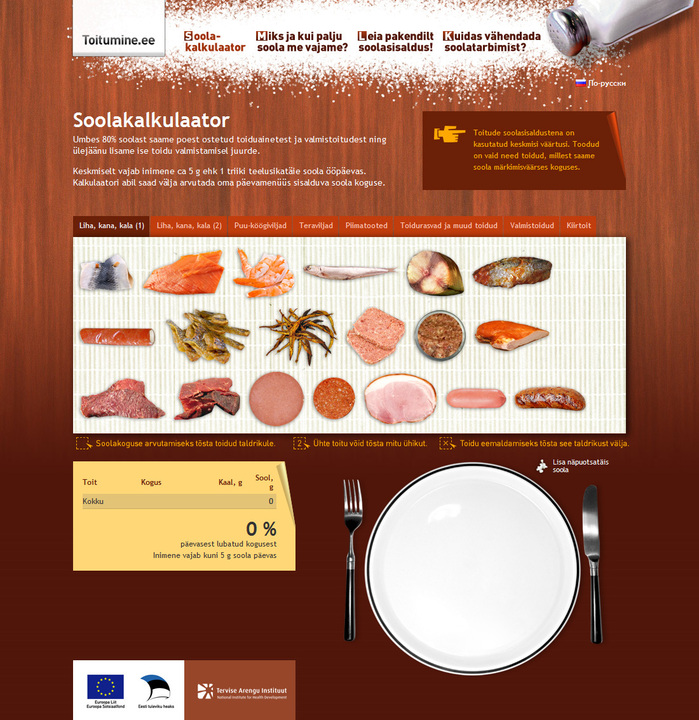 Toitumine.ee
Soola-
kalkulaator
Miks ja kui palju
soola me vajame?
Leia pakendilt
soolasisaldus!
Kuidas vähendada
soolatarbimist?
По-русски
Soolakalkulaator
Umbes 80% soolast saame poest ostetud toiduainetest ja valmistoitudest ning
ülejäänu lisame ise toidu valmistamisel juurde.
Keskmiselt vajab inimene ca 5 g ehk 1 triiki teelusikatäie soola ööpäevas.
Kalkulaatori abil saad välja arvutada oma päevamenüüs sisalduva soola koguse.
Toitude soolasisaldustena on
kasutatud keskmisi väärtusi. Toodud
on vaid need toidud, millest saame
soola märkimisväärses koguses.
Liha, kana, kala (1)
Liha, kana, kala (2)
Puu-köögiviljad
Teraviljad
Piimatooted
Toidurasvad ja muud toidud
Valmistoidud
Kiirtoit
Soolakoguse arvutamiseks tõsta toidud taldrikule.
2
Ühte toitu võid tõsta mitu ühikut.
×
Toidu eemaldamiseks tõsta see taldrikust välja.
Toit Kogus Kaal, g Sool,
g
Kokku 0
0 %
päevasest lubatud kogusest
Inimene vajab kuni 5 g soola päevas
Lisa näpuotsatäis
soola
Euroopa Liit
Euroopa Sotsiaalfond
Eesti tuleviku heaks
Tervise Arengu Instituut
National Institute for Health Development